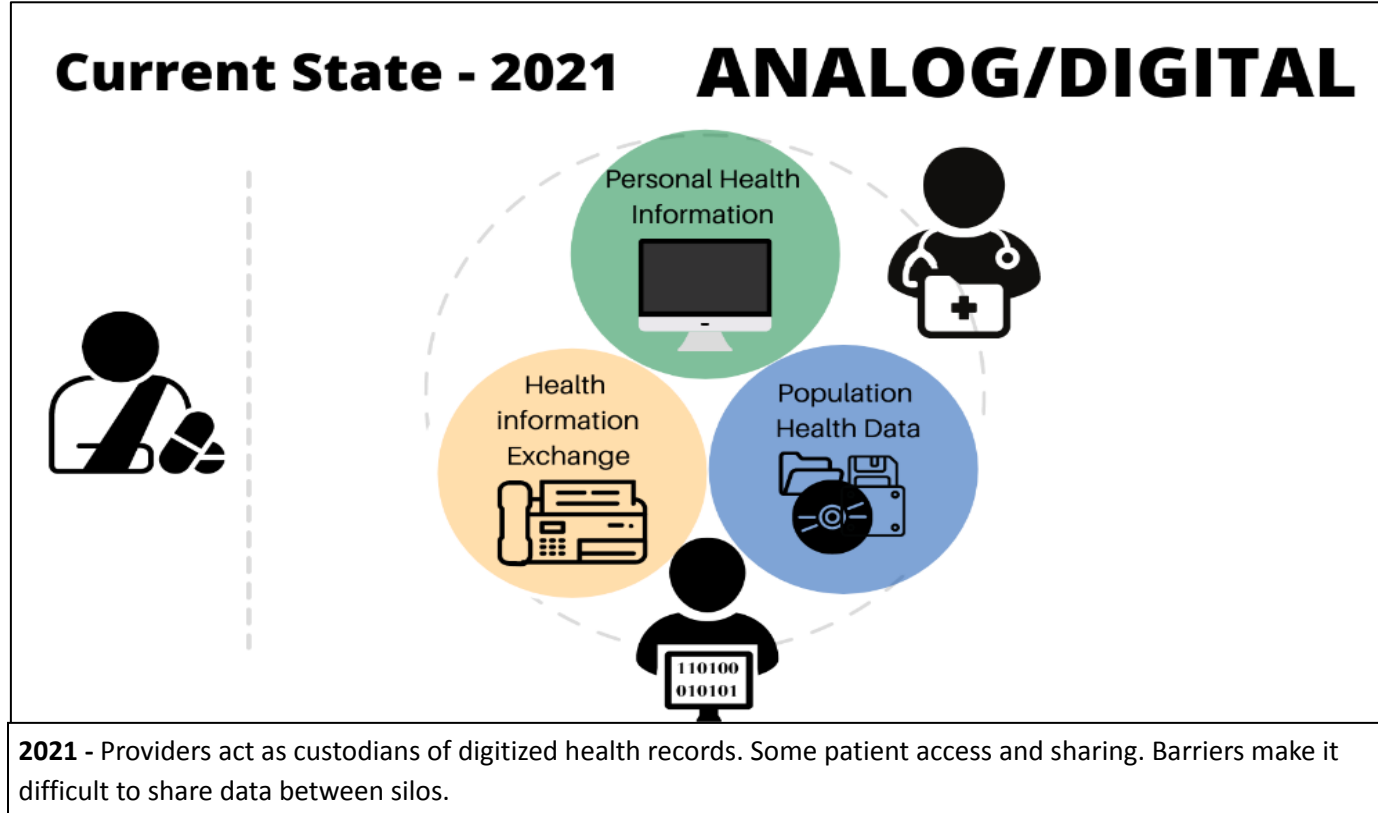 Current State - 2021
ANALOG/DIGITAL
Personal Health
Information
Health
information
Exchange
Population
Health Data
110100
010101
2021 - Providers act as custodians of digitized health records. Some patient access and sharing. Barriers make it
difficult to share data between silos.